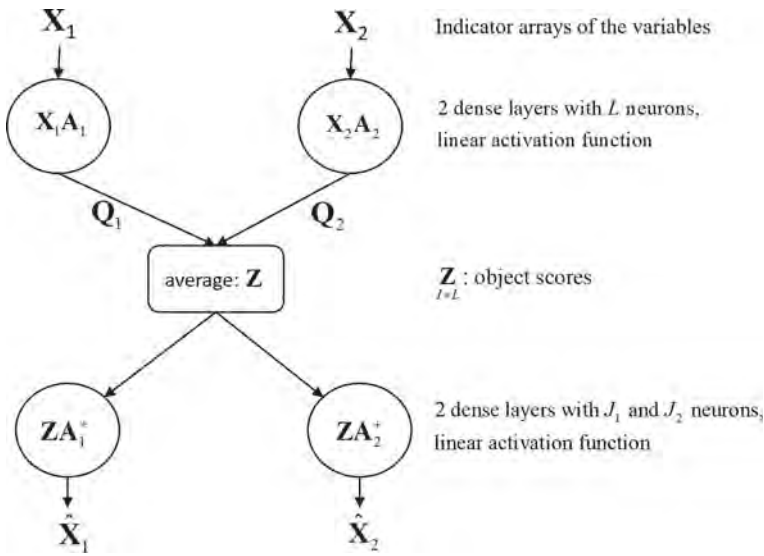 X₁ X₂ Indicator arrays of the variables
X₁A₁ X₂A₂ 2 dense layers with L neurons,
linear activation function
Q₁ Q₂
average: Z Z : object scores
I×L
ZA₁⁺ ZA₂⁺ 2 dense layers with J₁ and J₂ neurons,
linear activation function
X̂₁ X̂₂